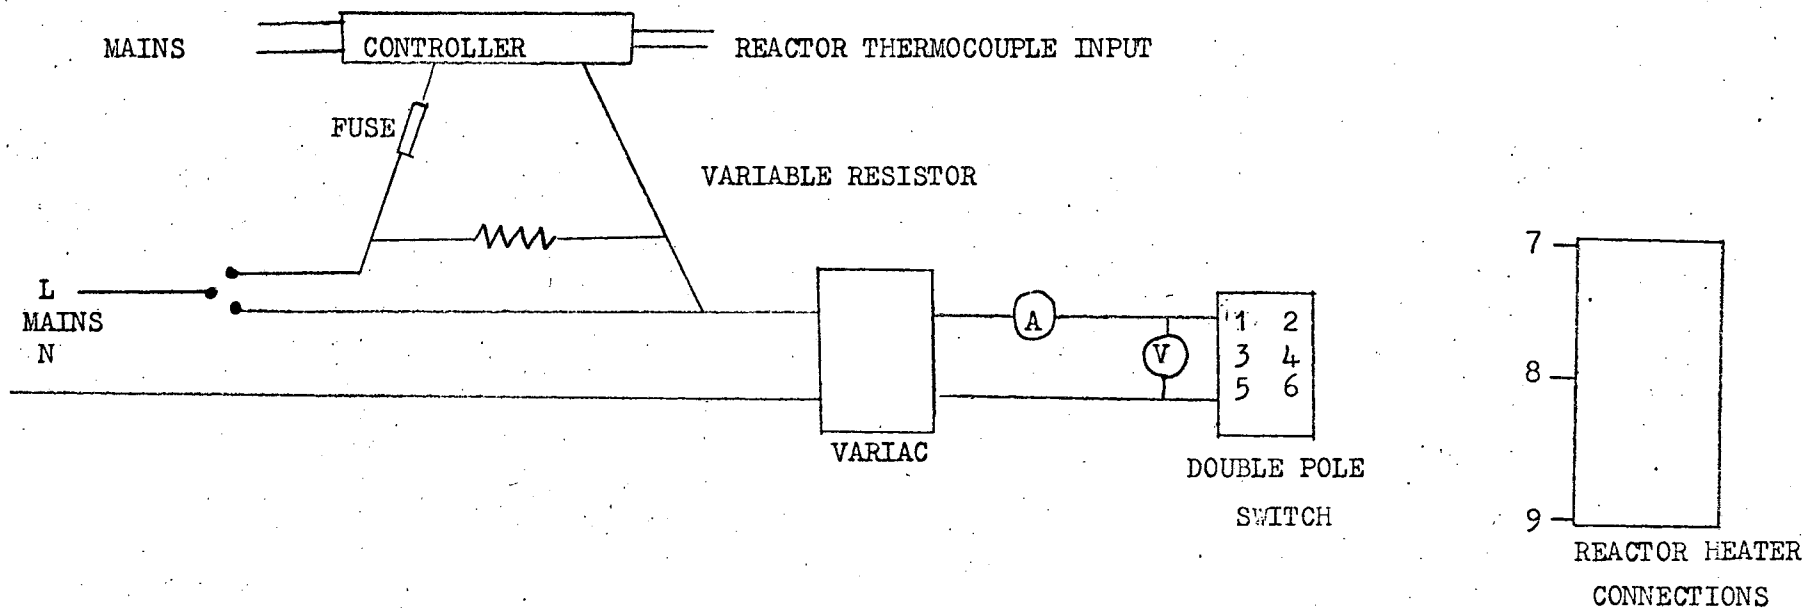 MAINS
CONTROLLER
REACTOR THERMOCOUPLE INPUT
FUSE
VARIABLE RESISTOR
L
MAINS
N
A
V
1 2
3 4
5 6
VARIAC
DOUBLE POLE
SWITCH
7
8
9
REACTOR HEATER
CONNECTIONS